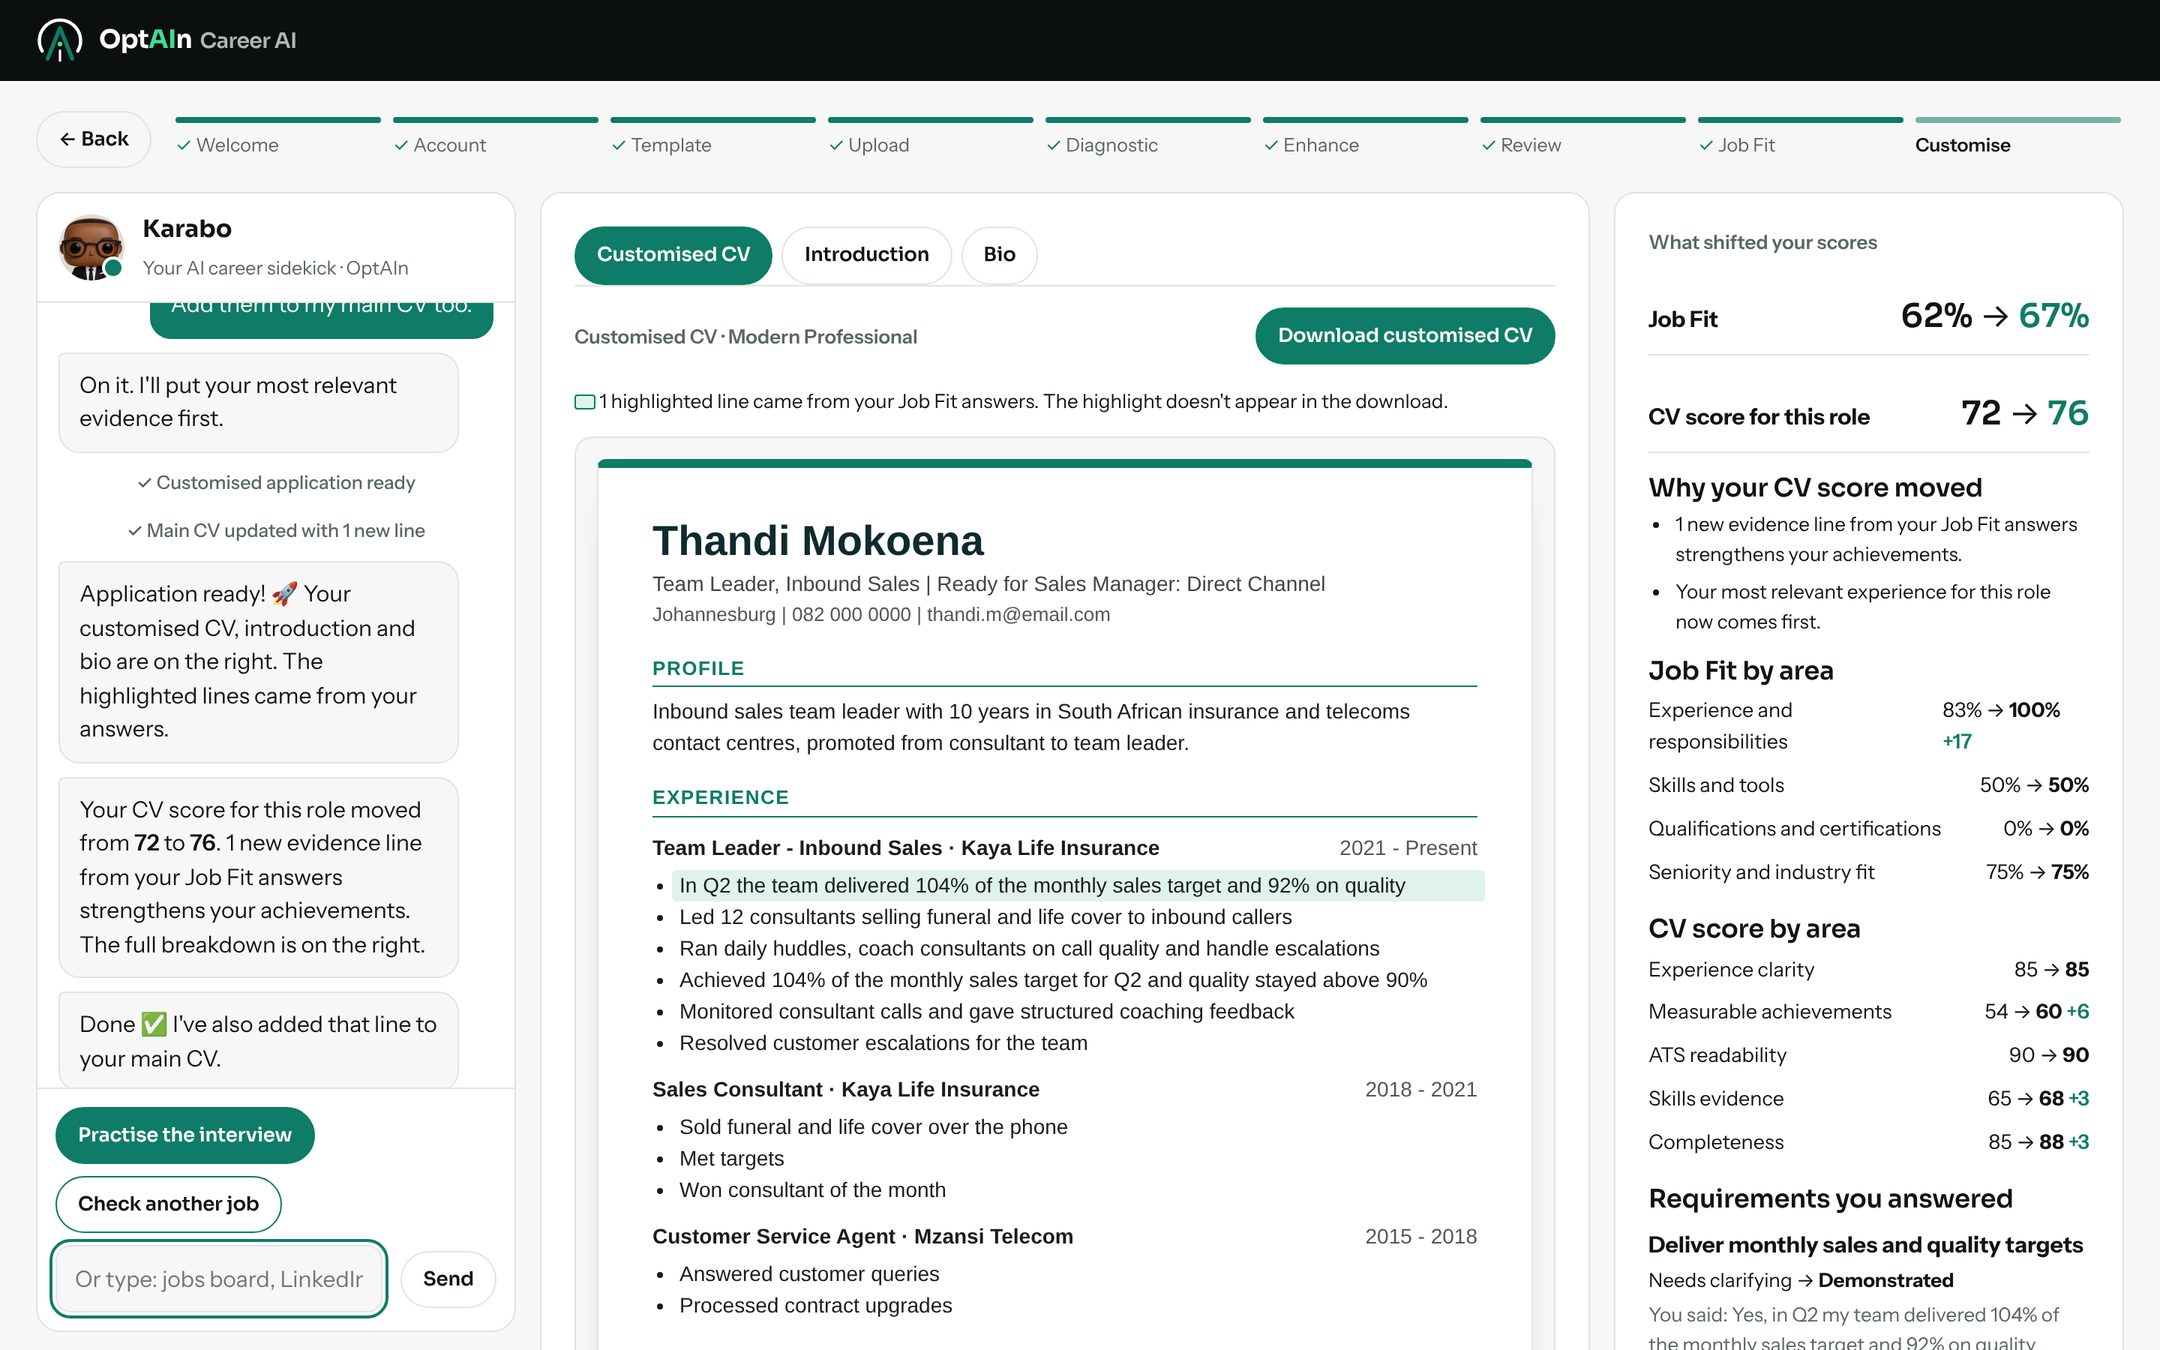 OptAIn Career AI
← Back
✓ Welcome
✓ Account
✓ Template
✓ Upload
✓ Diagnostic
✓ Enhance
✓ Review
✓ Job Fit
Customise
Karabo
Your AI career sidekick · OptAIn
Add them to my main CV too.
On it. I'll put your most relevant
evidence first.
✓ Customised application ready
✓ Main CV updated with 1 new line
Application ready! 🚀 Your
customised CV, introduction and
bio are on the right. The
highlighted lines came from your
answers.
Your CV score for this role moved
from 72 to 76. 1 new evidence line
from your Job Fit answers
strengthens your achievements.
The full breakdown is on the right.
Done ✅ I've also added that line to
your main CV.
Practise the interview
Check another job
Or type: jobs board, LinkedIr
Send
Customised CV
Introduction
Bio
Customised CV · Modern Professional
Download customised CV
1 highlighted line came from your Job Fit answers. The highlight doesn't appear in the download.
Thandi Mokoena
Team Leader, Inbound Sales | Ready for Sales Manager: Direct Channel
Johannesburg | 082 000 0000 | thandi.m@email.com
PROFILE
Inbound sales team leader with 10 years in South African insurance and telecoms
contact centres, promoted from consultant to team leader.
EXPERIENCE
Team Leader - Inbound Sales · Kaya Life Insurance 2021 - Present
• In Q2 the team delivered 104% of the monthly sales target and 92% on quality
• Led 12 consultants selling funeral and life cover to inbound callers
• Ran daily huddles, coach consultants on call quality and handle escalations
• Achieved 104% of the monthly sales target for Q2 and quality stayed above 90%
• Monitored consultant calls and gave structured coaching feedback
• Resolved customer escalations for the team
Sales Consultant · Kaya Life Insurance 2018 - 2021
• Sold funeral and life cover over the phone
• Met targets
• Won consultant of the month
Customer Service Agent · Mzansi Telecom 2015 - 2018
• Answered customer queries
• Processed contract upgrades
What shifted your scores
Job Fit 62% → 67%
CV score for this role 72 → 76
Why your CV score moved
• 1 new evidence line from your Job Fit answers
strengthens your achievements.
• Your most relevant experience for this role
now comes first.
Job Fit by area
Experience and 83% → 100%
responsibilities +17
Skills and tools 50% → 50%
Qualifications and certifications 0% → 0%
Seniority and industry fit 75% → 75%
CV score by area
Experience clarity 85 → 85
Measurable achievements 54 → 60 +6
ATS readability 90 → 90
Skills evidence 65 → 68 +3
Completeness 85 → 88 +3
Requirements you answered
Deliver monthly sales and quality targets
Needs clarifying → Demonstrated
You said: Yes, in Q2 my team delivered 104% of
the monthly sales target and 92% on quality